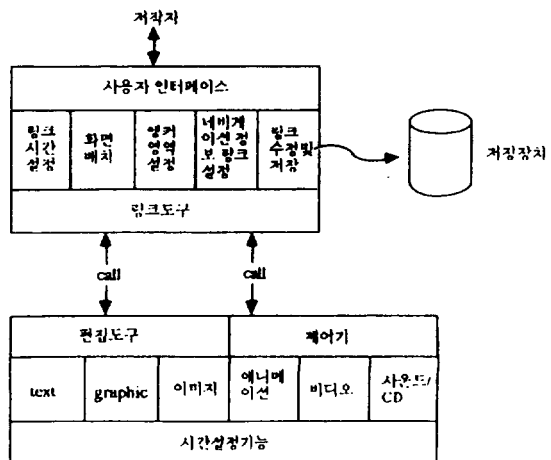 저작자
사용자 인터페이스
링크
시간
설정
화면
배치
앵커
영역
설정
네비게
이션 정
보 링크
설정
링크
수정및
저장
저장장치
링크도구
call
call
편집도구
제어기
text
graphic
이미지
애니메
이션
비디오
사운드/
CD
시간설정기능